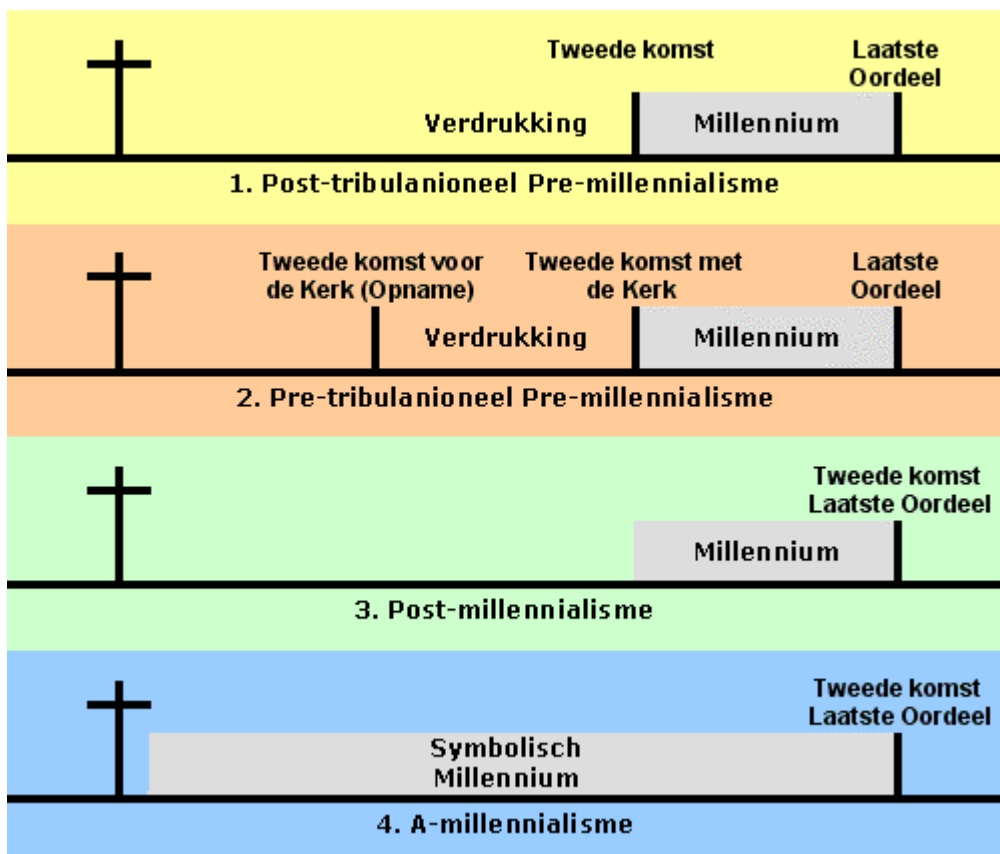 Tweede komst
Laatste
Oordeel
Verdrukking
Millennium
1. Post-tribulanioneel Pre-millennialisme
Tweede komst voor
de Kerk (Opname)
Tweede komst met
de Kerk
Laatste
Oordeel
Verdrukking
Millennium
2. Pre-tribulanioneel Pre-millennialisme
Tweede komst
Laatste Oordeel
Millennium
3. Post-millennialisme
Tweede komst
Laatste Oordeel
Symbolisch
Millennium
4. A-millennialisme